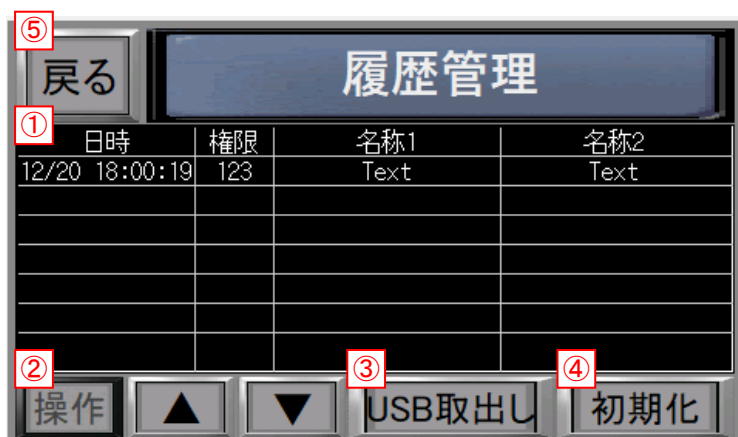 ⑤
戻る
履歴管理
①
日時 権限 名称1 名称2
12/20 18:00:19 123 Text Text
② ③ ④
操作 ▲ ▼ USB取出し 初期化